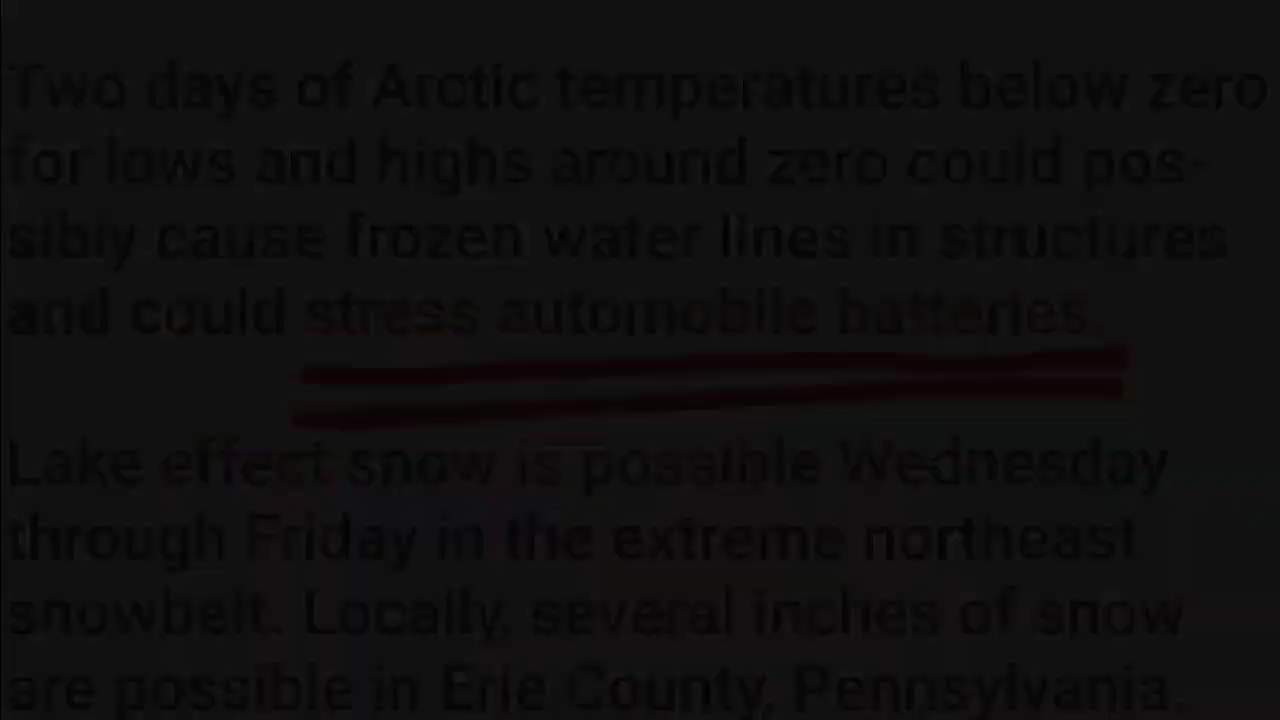 Two days of Arctic temperatures below zero
for lows and highs around zero could pos-
sibly cause frozen water lines in structures
and could stress automobile batteries.
Lake effect snow is possible Wednesday
through Friday in the extreme northeast
snowbelt. Locally, several inches of snow
are possible in Erie County, Pennsylvania.